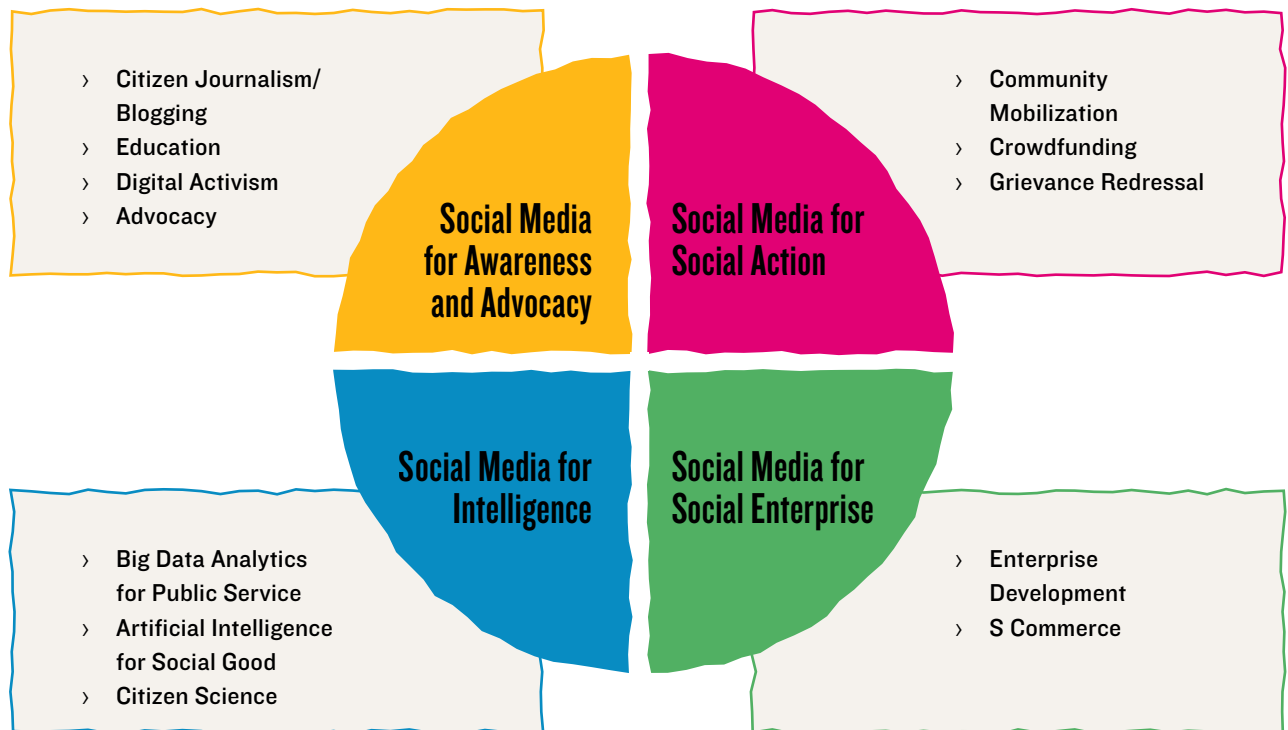 › Citizen Journalism/
Blogging
› Education
› Digital Activism
› Advocacy
Social Media
for Awareness
and Advocacy
Social Media for
Social Action
› Community
Mobilization
› Crowdfunding
› Grievance Redressal
› Big Data Analytics
for Public Service
› Artificial Intelligence
for Social Good
› Citizen Science
Social Media for
Intelligence
Social Media for
Social Enterprise
› Enterprise
Development
› S Commerce